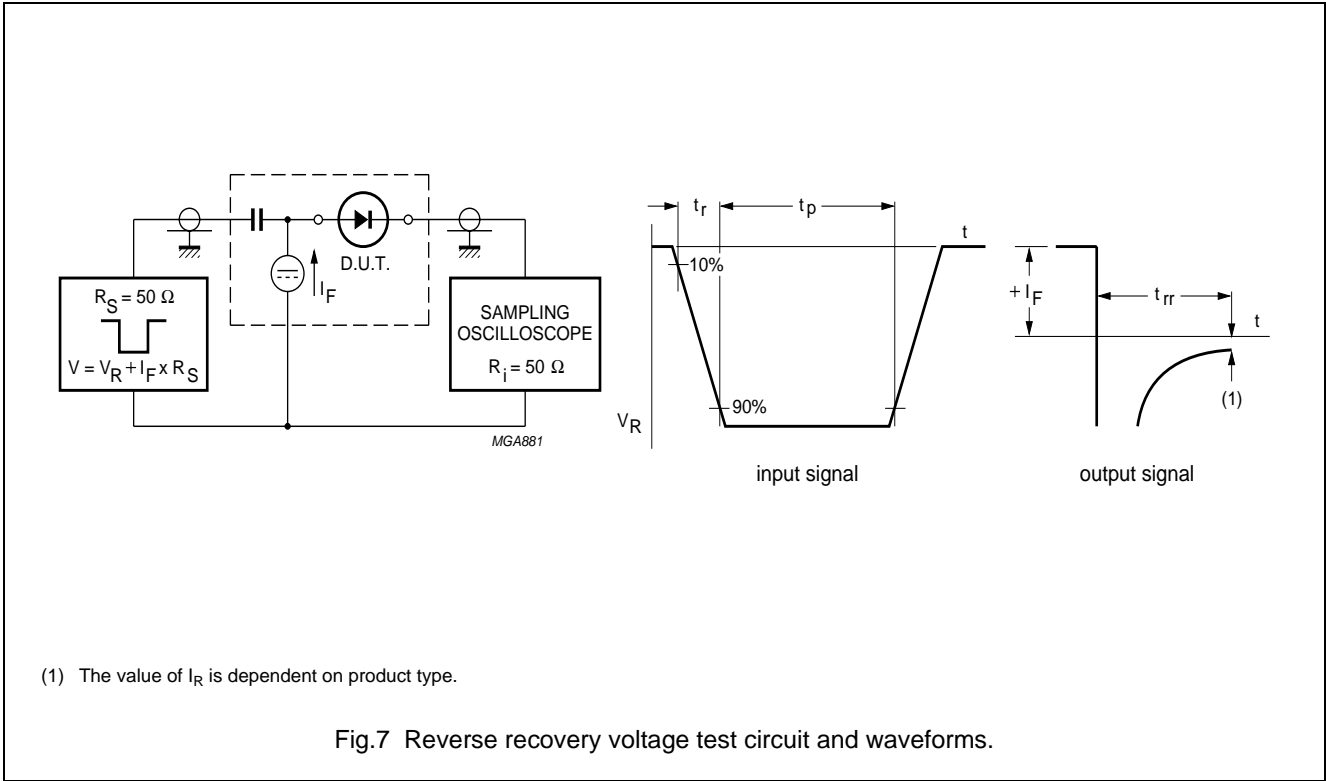 D.U.T.
I_F
R_S = 50 Ω
V = V_R + I_F x R_S
SAMPLING
OSCILLOSCOPE
R_i = 50 Ω
MGA881
t_r
t_p
t
10%
90%
V_R
input signal
+ I_F
t_rr
t
(1)
output signal
(1) The value of I_R is dependent on product type.
Fig.7 Reverse recovery voltage test circuit and waveforms.